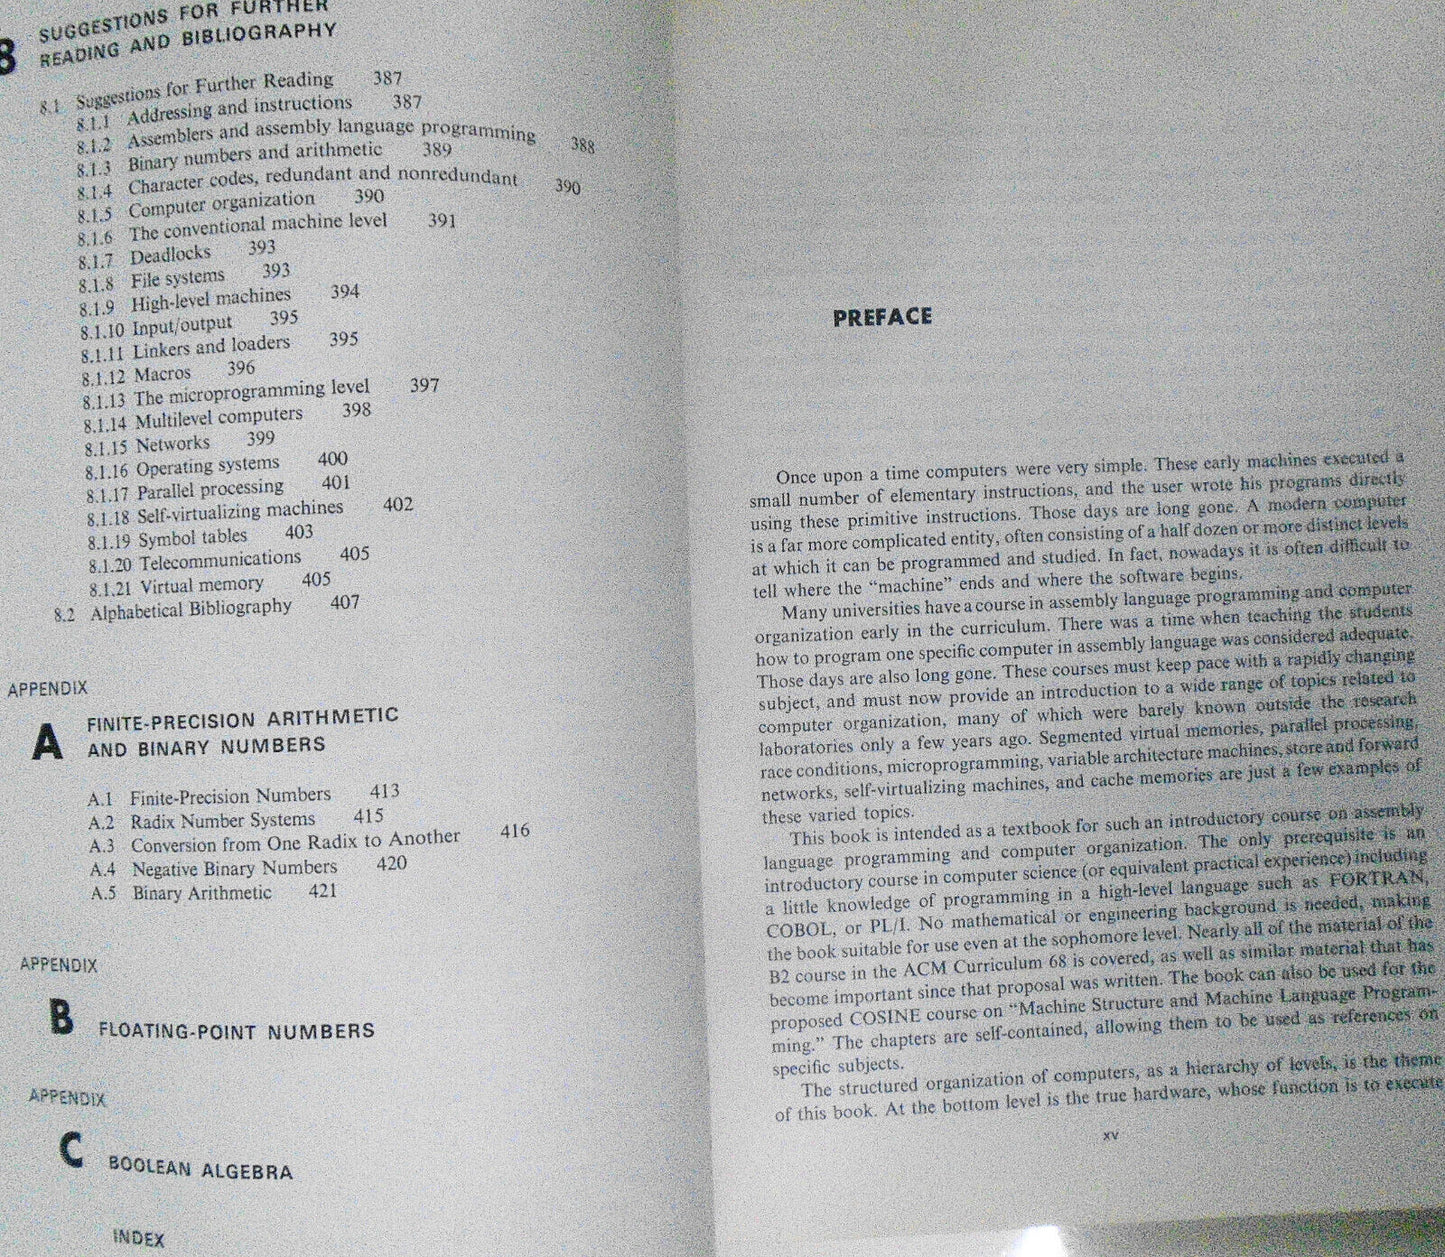 8
SUGGESTIONS FOR FURTHER
READING AND BIBLIOGRAPHY
8.1 Suggestions for Further Reading 387
8.1.1 Addressing and instructions 387
8.1.2 Assemblers and assembly language programming 388
8.1.3 Binary numbers and arithmetic 389
8.1.4 Character codes, redundant and nonredundant 390
8.1.5 Computer organization 390
8.1.6 The conventional machine level 391
8.1.7 Deadlocks 393
8.1.8 File systems 393
8.1.9 High-level machines 394
8.1.10 Input/output 395
8.1.11 Linkers and loaders 395
8.1.12 Macros 396
8.1.13 The microprogramming level 397
8.1.14 Multilevel computers 398
8.1.15 Networks 399
8.1.16 Operating systems 400
8.1.17 Parallel processing 401
8.1.18 Self-virtualizing machines 402
8.1.19 Symbol tables 403
8.1.20 Telecommunications 405
8.1.21 Virtual memory 405
8.2 Alphabetical Bibliography 407
APPENDIX
A
FINITE-PRECISION ARITHMETIC
AND BINARY NUMBERS
A.1 Finite-Precision Numbers 413
A.2 Radix Number Systems 415
A.3 Conversion from One Radix to Another 416
A.4 Negative Binary Numbers 420
A.5 Binary Arithmetic 421
APPENDIX
B FLOATING-POINT NUMBERS
APPENDIX
C BOOLEAN ALGEBRA
INDEX
PREFACE
Once upon a time computers were very simple. These early machines executed a
small number of elementary instructions, and the user wrote his programs directly
using these primitive instructions. Those days are long gone. A modern computer
is a far more complicated entity, often consisting of a half dozen or more distinct levels
at which it can be programmed and studied. In fact, nowadays it is often difficult to
tell where the “machine” ends and where the software begins.
Many universities have a course in assembly language programming and computer
organization early in the curriculum. There was a time when teaching the students
how to program one specific computer in assembly language was considered adequate.
Those days are also long gone. These courses must keep pace with a rapidly changing
subject, and must now provide an introduction to a wide range of topics related to
computer organization, many of which were barely known outside the research
laboratories only a few years ago. Segmented virtual memories, parallel processing,
race conditions, microprogramming, variable architecture machines, store and forward
networks, self-virtualizing machines, and cache memories are just a few examples of
these varied topics.
This book is intended as a textbook for such an introductory course on assembly
language programming and computer organization. The only prerequisite is an
introductory course in computer science (or equivalent practical experience) including
a little knowledge of programming in a high-level language such as FORTRAN,
COBOL, or PL/I. No mathematical or engineering background is needed, making
the book suitable for use even at the sophomore level. Nearly all of the material of the
B2 course in the ACM Curriculum 68 is covered, as well as similar material that has
become important since that proposal was written. The book can also be used for the
proposed COSINE course on “Machine Structure and Machine Language Program-
ming.” The chapters are self-contained, allowing them to be used as references on
specific subjects.
The structured organization of computers, as a hierarchy of levels, is the theme
of this book. At the bottom level is the true hardware, whose function is to execute
xv